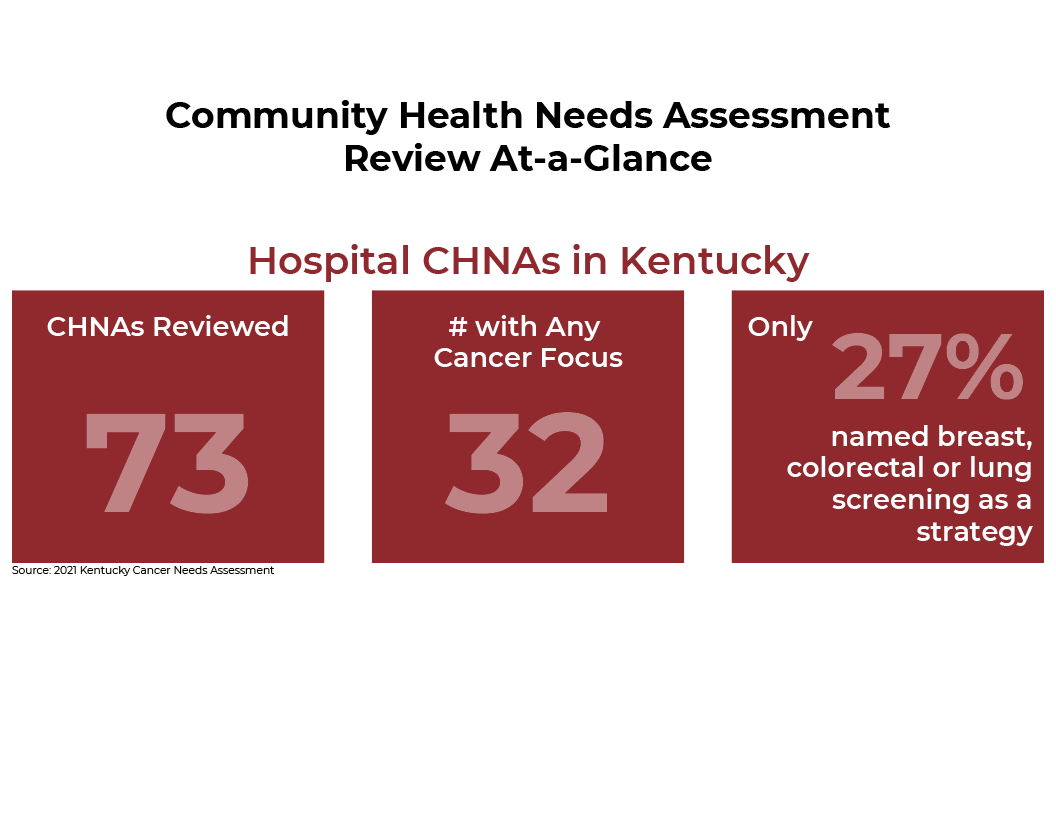 Community Health Needs Assessment
Review At-a-Glance
Hospital CHNAs in Kentucky
CHNAs Reviewed
73
# with Any
Cancer Focus
32
Only
27%
named breast,
colorectal or lung
screening as a
strategy
Source: 2021 Kentucky Cancer Needs Assessment